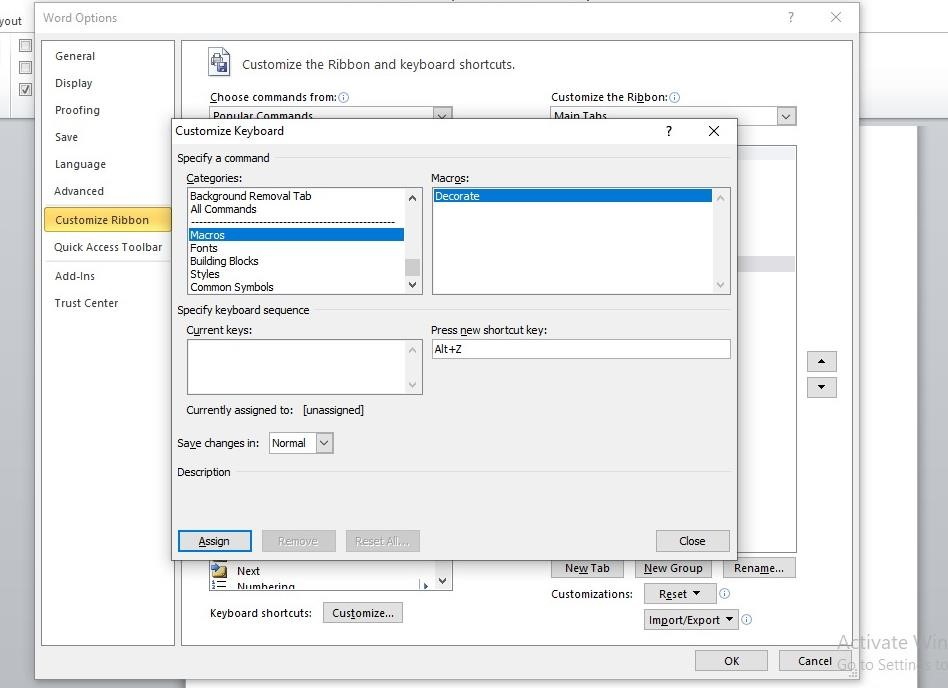 yout
Word Options
?
General
Display
Proofing
Save
Language
Advanced
Customize Ribbon
Quick Access Toolbar
Add-Ins
Trust Center
Customize the Ribbon and keyboard shortcuts.
Choose commands from:
Popular Commands
Customize the Ribbon:
Main Tabs
Customize Keyboard
?
Specify a command
Categories:
Background Removal Tab
All Commands
Macros
Fonts
Building Blocks
Styles
Common Symbols
Macros:
Decorate
Specify keyboard sequence
Current keys:
Press new shortcut key:
Alt+Z
Currently assigned to: [unassigned]
Save changes in: Normal
Description
Assign
Remove
Reset All...
Close
Next
Numbering
Keyboard shortcuts: Customize...
New Tab
New Group
Rename...
Customizations: Reset
Import/Export
OK
Cancel
Activate Win
Go to Settings to